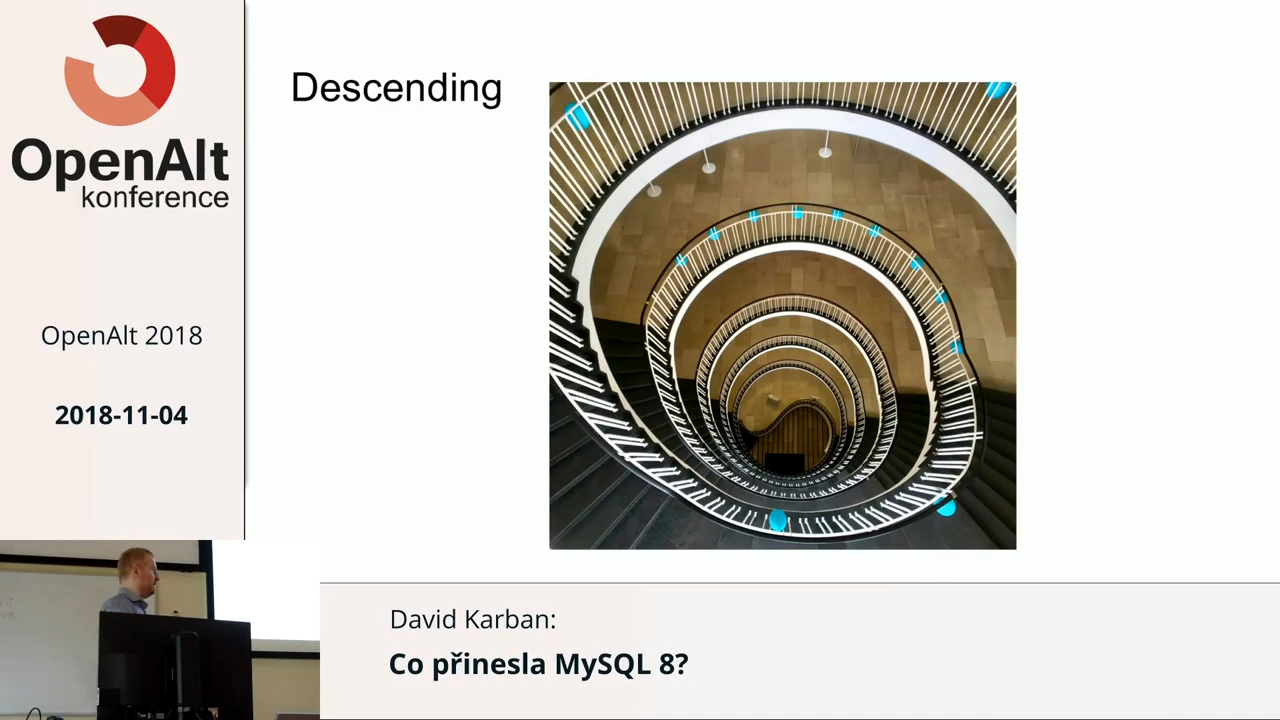 OpenAlt
konference
OpenAlt 2018
2018-11-04
Descending
David Karban:
Co přinesla MySQL 8?